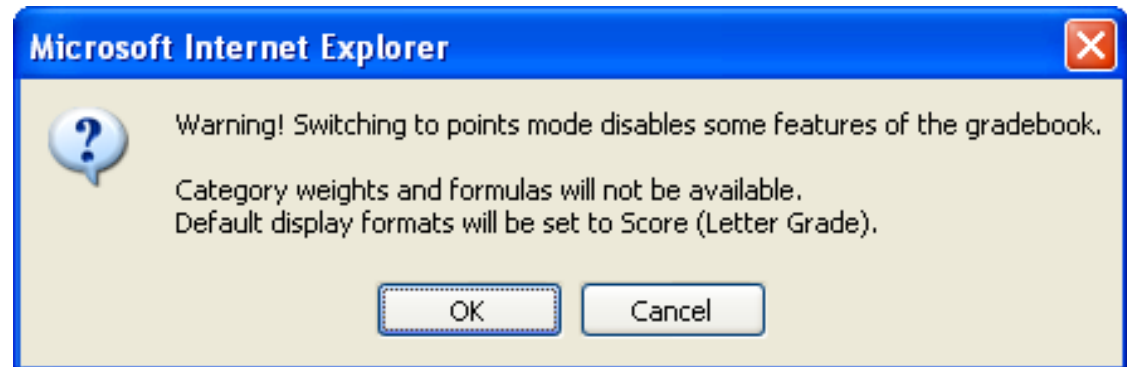 Microsoft Internet Explorer
Warning! Switching to points mode disables some features of the gradebook.
Category weights and formulas will not be available.
Default display formats will be set to Score (Letter Grade).
OK
Cancel